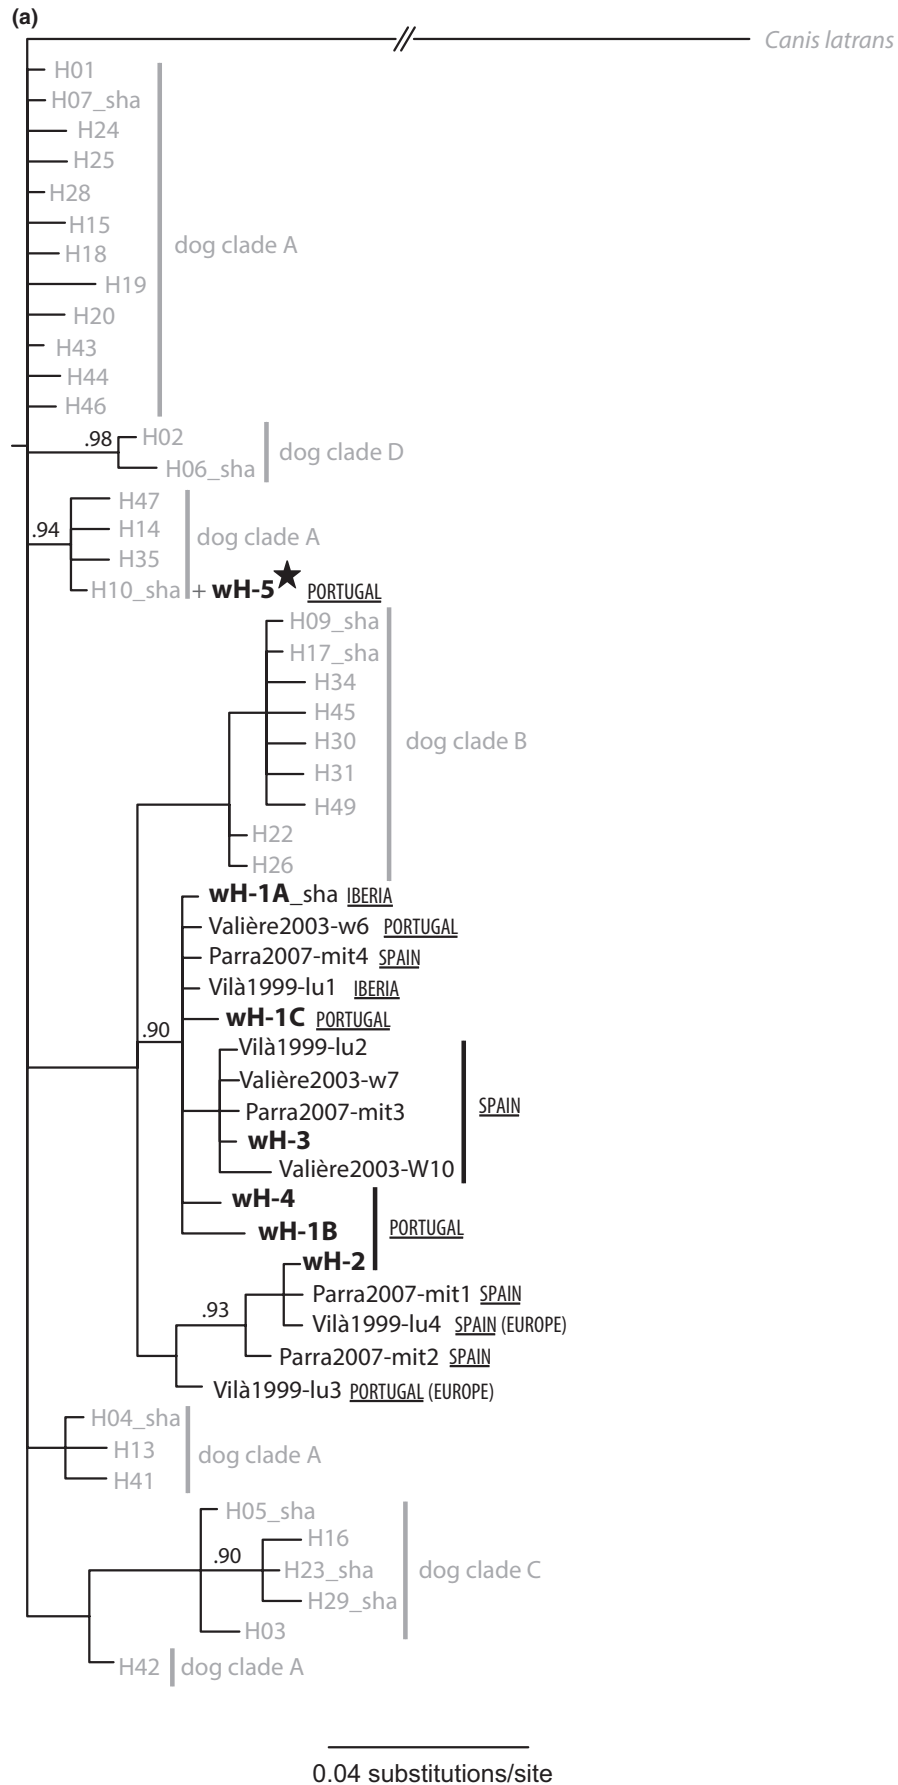 (a)
Canis latrans
H01
H07_sha
H24
H25
H28
H15
dog clade A
H18
H19
H20
H43
H44
H46
.98
H02
dog clade D
H06_sha
H47
.94
H14
dog clade A
H35
H10_sha + wH-5 PORTUGAL
H09_sha
H17_sha
H34
H45
H30
dog clade B
H31
H49
H22
H26
wH-1A_sha IBERIA
Valière2003-w6 PORTUGAL
Parra2007-mit4 SPAIN
Vilà1999-lu1 IBERIA
wH-1C PORTUGAL
.90
Vilà1999-lu2
Valière2003-w7
Parra2007-mit3
SPAIN
wH-3
Valière2003-W10
wH-4
wH-1B
PORTUGAL
wH-2
Parra2007-mit1 SPAIN
.93
Vilà1999-lu4 SPAIN (EUROPE)
Parra2007-mit2 SPAIN
Vilà1999-lu3 PORTUGAL (EUROPE)
H04_sha
H13
dog clade A
H41
H05_sha
H16
.90
H23_sha
dog clade C
H29_sha
H03
H42
dog clade A
0.04 substitutions/site